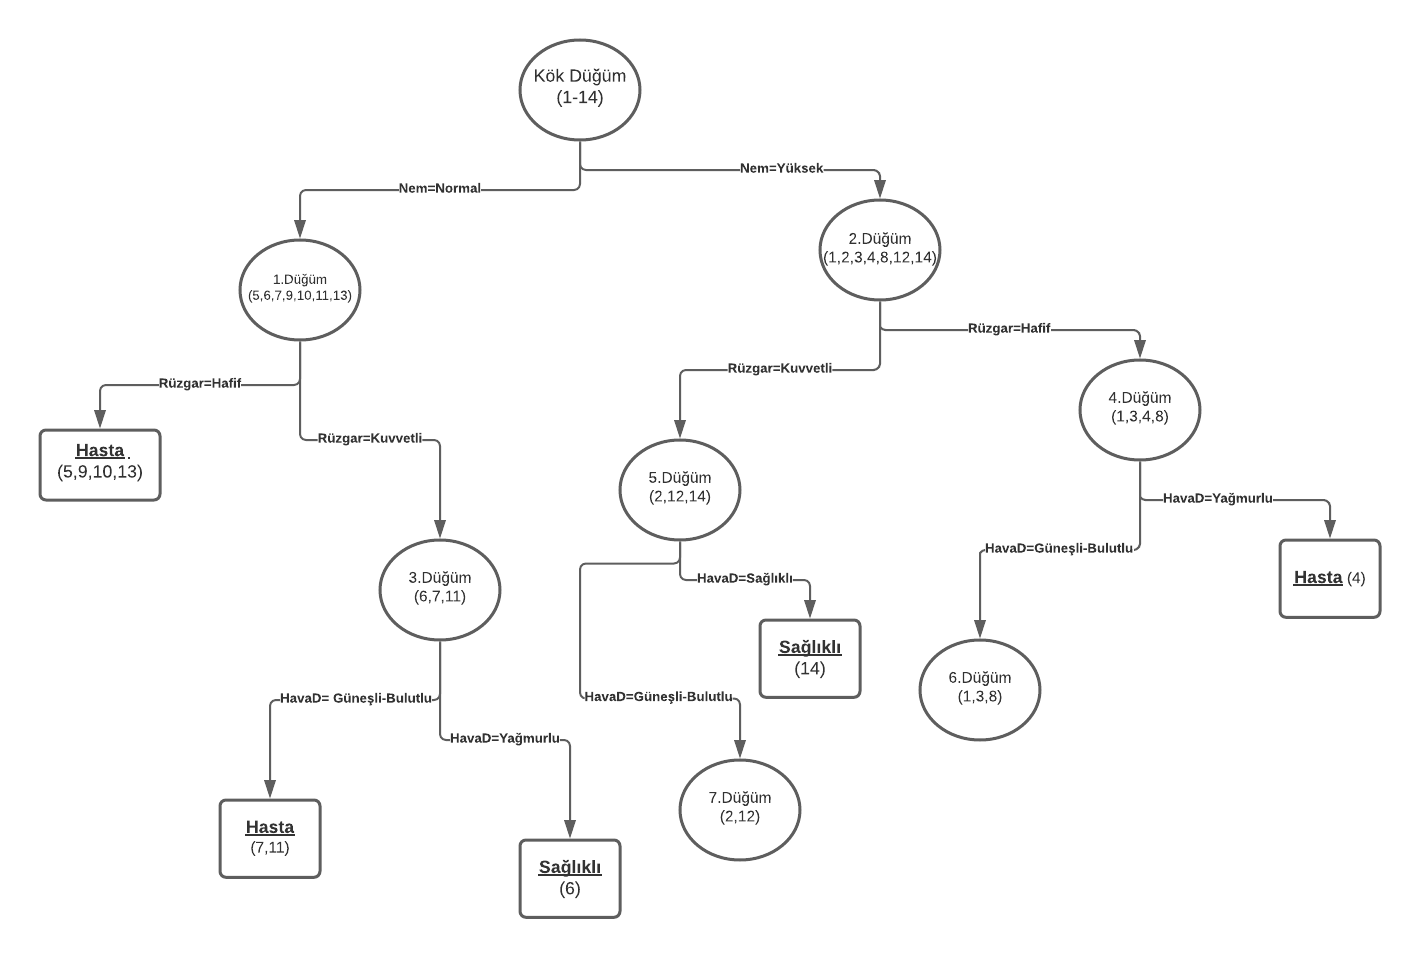 Kök Düğüm
(1-14)
Nem=Yüksek
Nem=Normal
2.Düğüm
(1,2,3,4,8,12,14)
1.Düğüm
(5,6,7,9,10,11,13)
Rüzgar=Hafif
Rüzgar=Kuvvetli
Rüzgar=Hafif
4.Düğüm
(1,3,4,8)
Rüzgar=Kuvvetli
Hasta .
(5,9,10,13)
5.Düğüm
(2,12,14)
HavaD=Yağmurlu
HavaD=Güneşli-Bulutlu
3.Düğüm
(6,7,11)
HavaD=Sağlıklı
Hasta (4)
Sağlıklı
(14)
6.Düğüm
(1,3,8)
HavaD= Güneşli-Bulutlu
HavaD=Güneşli-Bulutlu
HavaD=Yağmurlu
7.Düğüm
(2,12)
Hasta
(7,11)
Sağlıklı
(6)